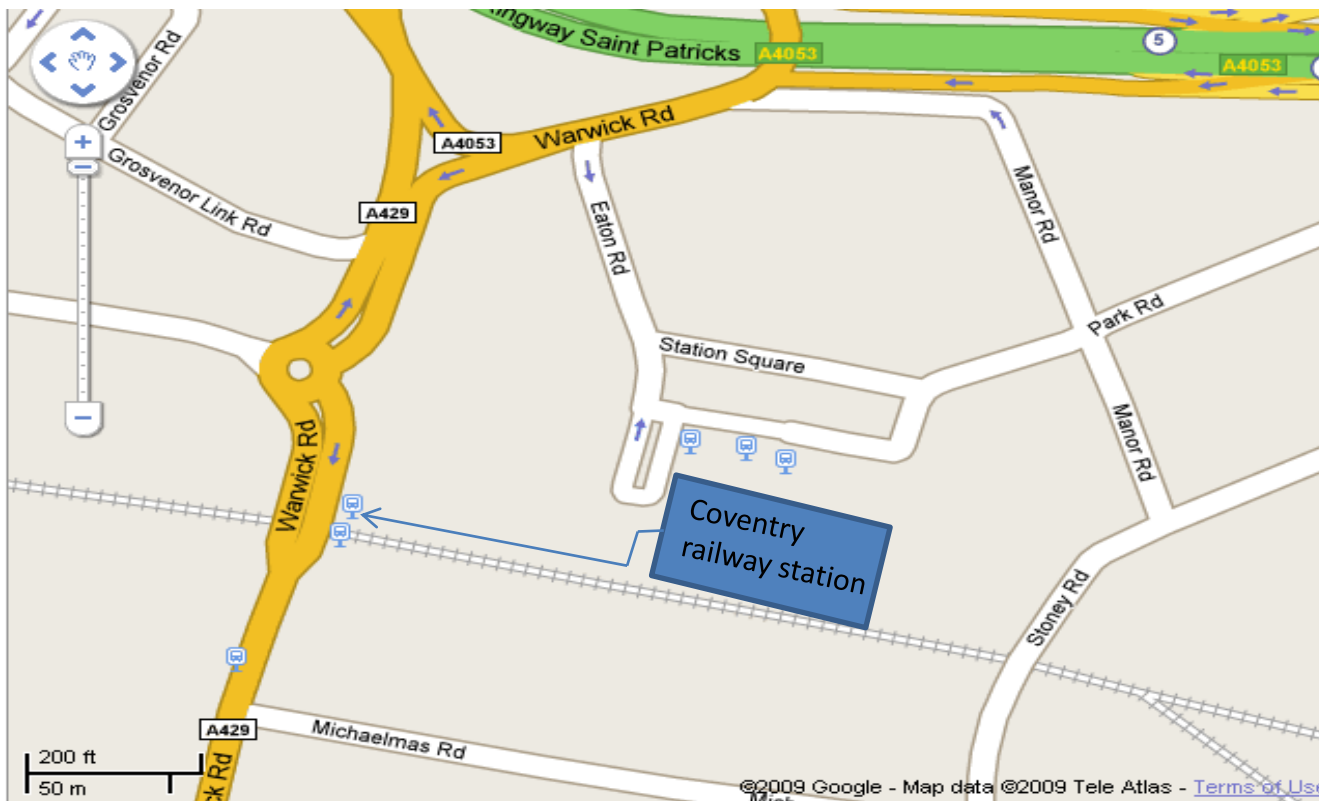 ingway Saint Patricks
A4053
5
A4053
Grosvenor Rd
Warwick Rd
A4053
Grosvenor Link Rd
A429
Eaton Rd
Manor Rd
Park Rd
Station Square
Manor Rd
Warwick Rd
Coventry
railway station
Stoney Rd
A429
Michaelmas Rd
ck Rd
200 ft
50 m
©2009 Google - Map data ©2009 Tele Atlas - Terms of Use